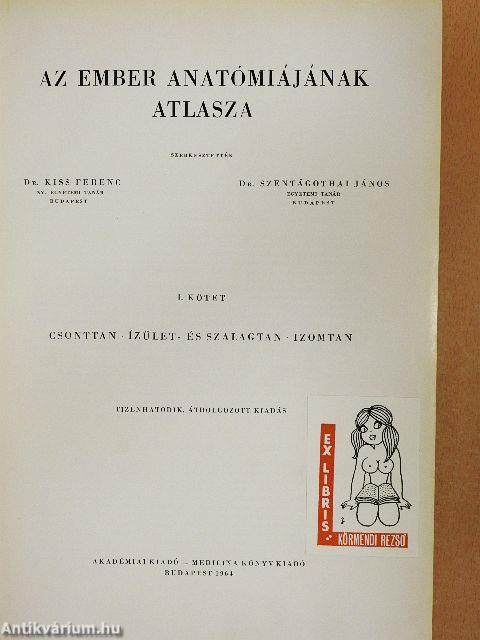 AZ EMBER ANATÓMIÁJÁNAK
ATLASZA
SZERKESZTETTÉK
DR. KISS FERENC
NY. EGYETEMI TANÁR
BUDAPEST
DR. SZENTÁGOTHAI JÁNOS
EGYETEMI TANÁR
BUDAPEST
I. KÖTET
CSONTTAN · ÍZÜLET- ÉS SZALAGTAN · IZOMTAN
TIZENHATODIK, ÁTDOLGOZOTT KIADÁS
EX LIBRIS
KÖRMENDI REZSŐ
AKADÉMIAI KIADÓ – MEDICINA KÖNYVKIADÓ
BUDAPEST 1964
Antikvárium.hu